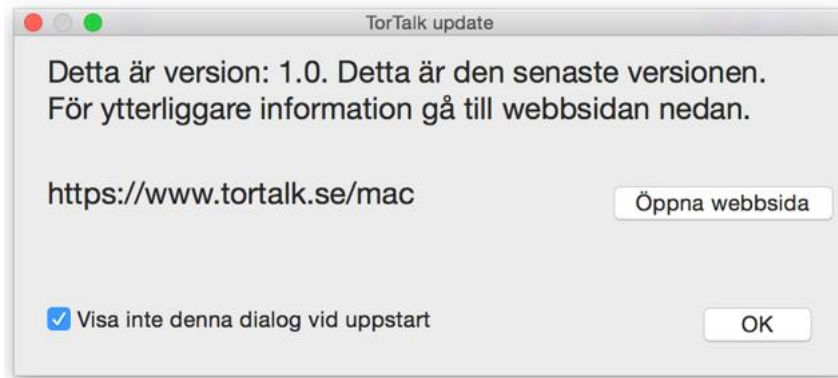 TorTalk update
Detta är version: 1.0. Detta är den senaste versionen.
För ytterliggare information gå till webbsidan nedan.
https://www.tortalk.se/mac
Öppna webbsida
Visa inte denna dialog vid uppstart
OK